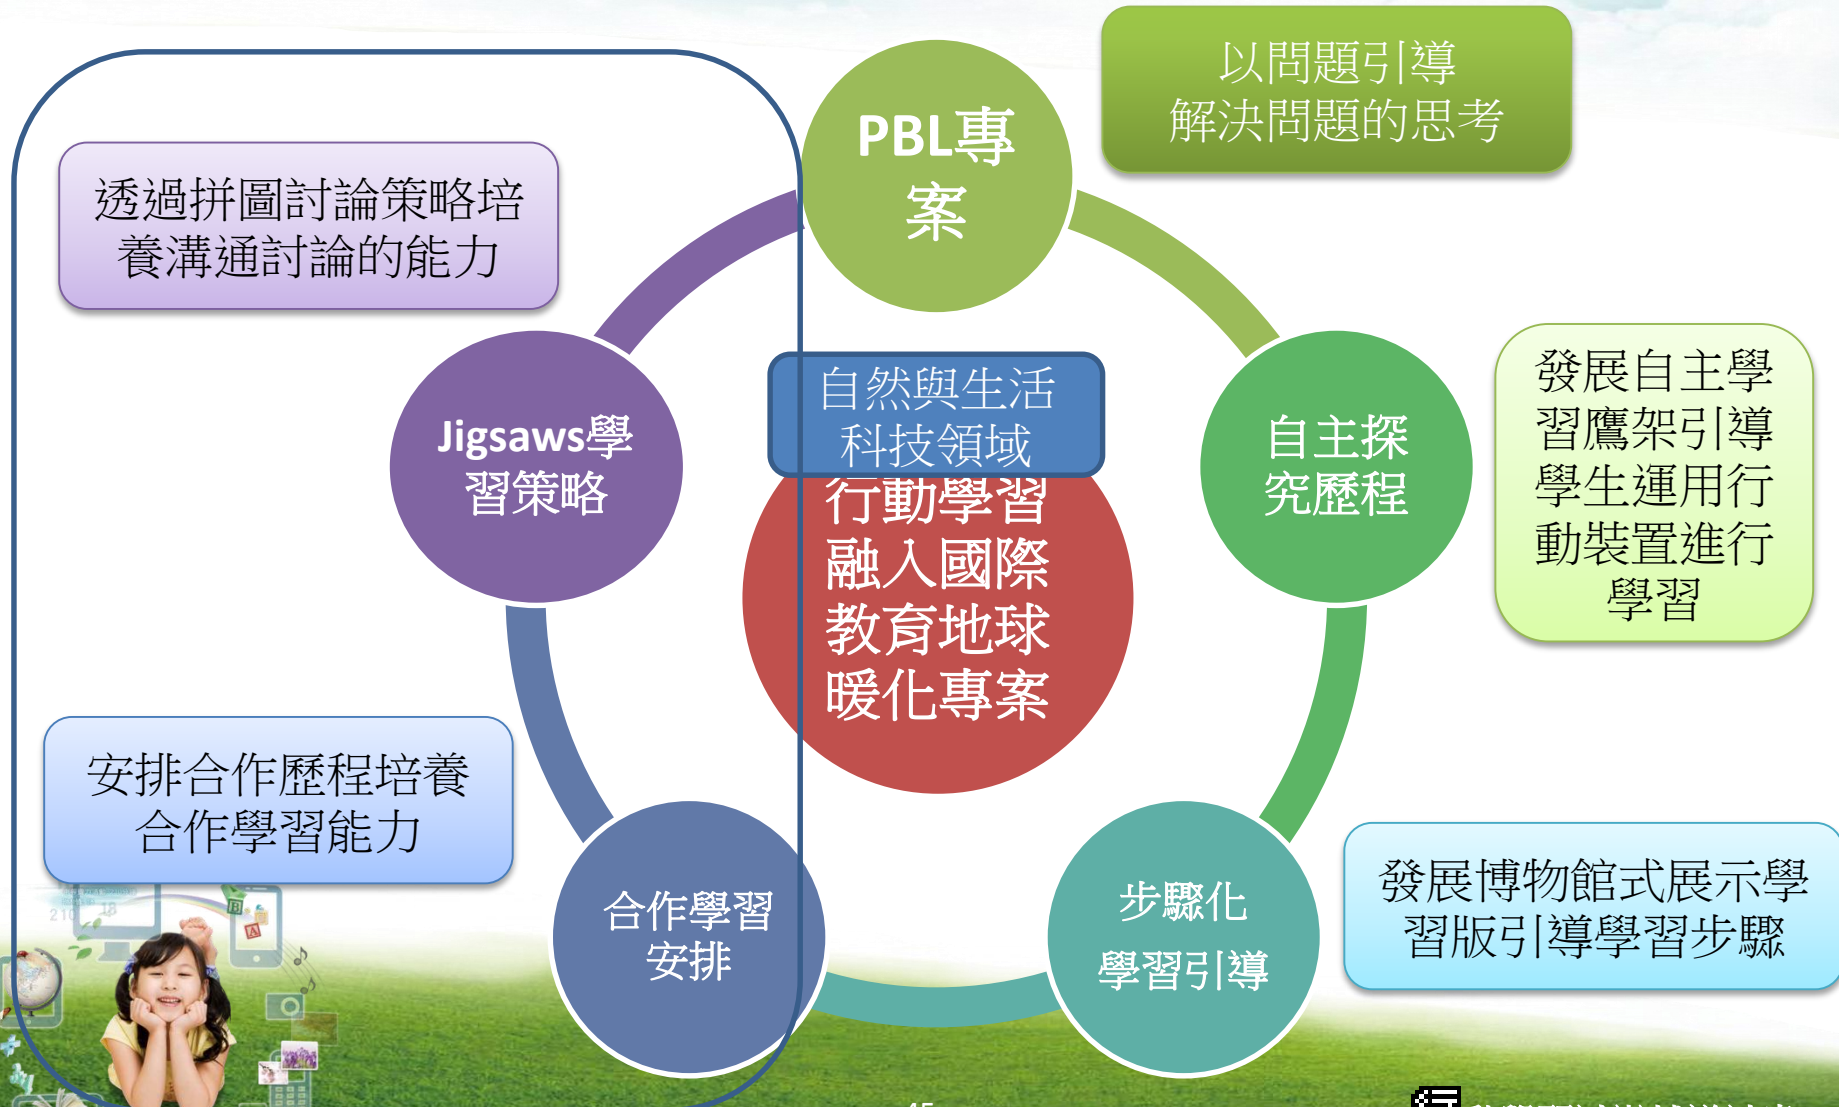 以問題引導
解決問題的思考
PBL專
案
透過拼圖討論策略培
養溝通討論的能力
自然與生活
科技領域
Jigsaws學
習策略
自主探
究歷程
發展自主學
習鷹架引導
學生運用行
動裝置進行
學習
行動學習
融入國際
教育地球
暖化專案
安排合作歷程培養
合作學習能力
合作學習
安排
步驟化
學習引導
發展博物館式展示學
習版引導學習步驟